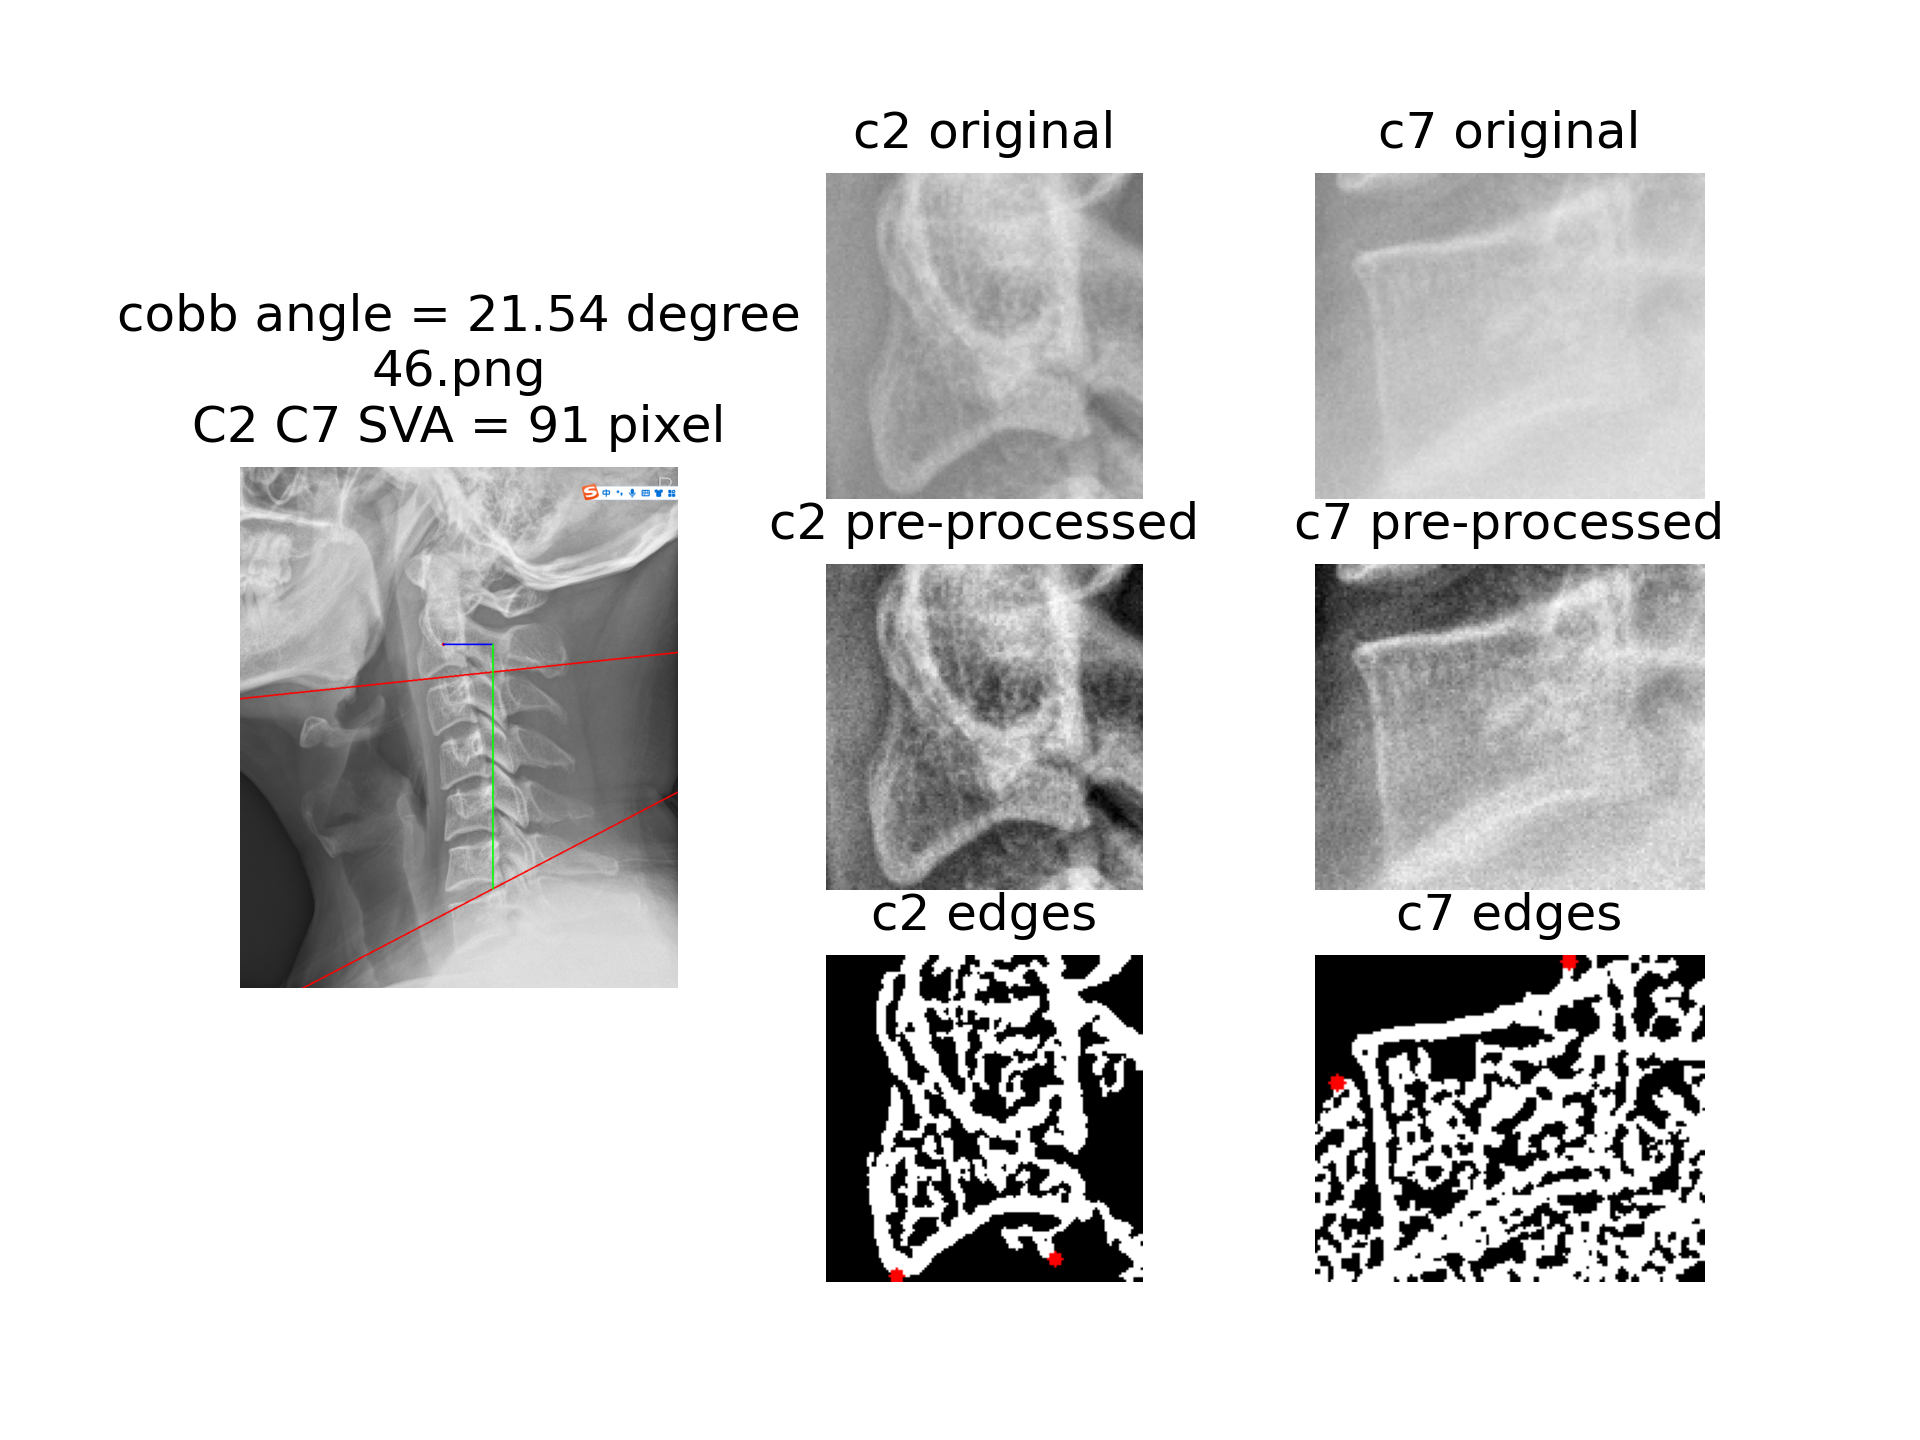 cobb angle = 21.54 degree
46.png
C2 C7 SVA = 91 pixel
c2 original
c7 original
c2 pre-processed
c7 pre-processed
c2 edges
c7 edges
S 中